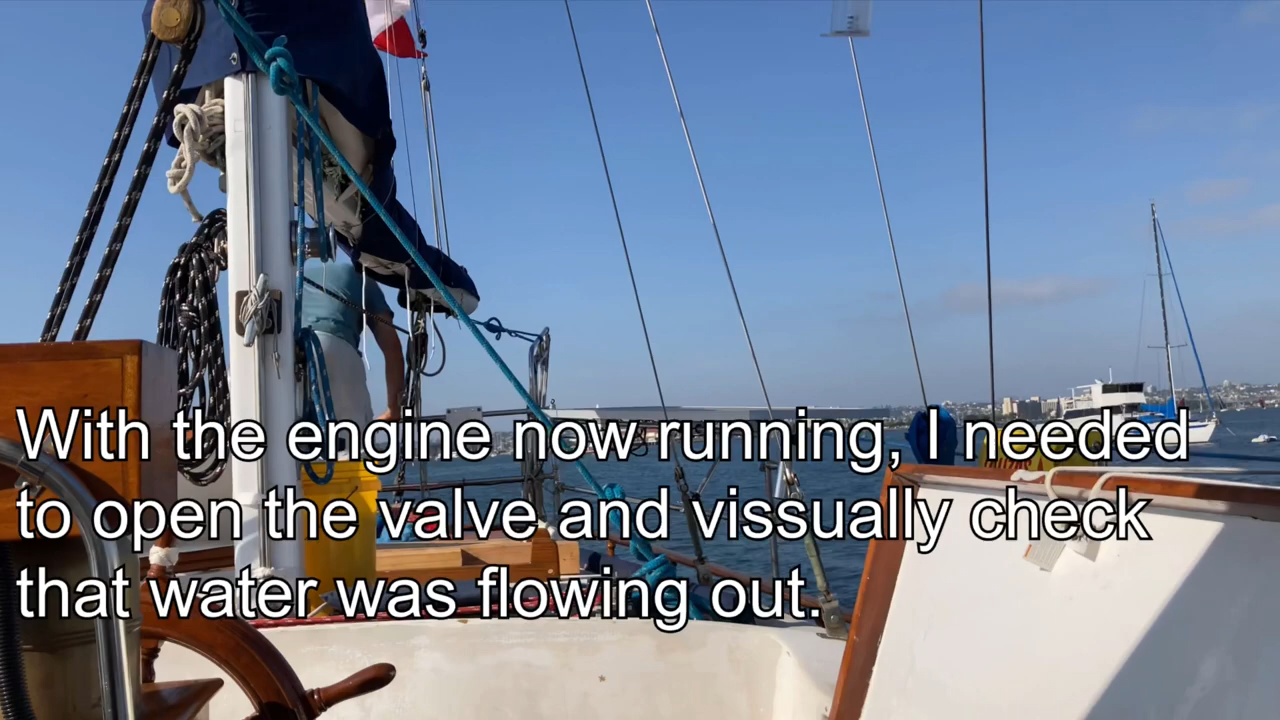 With the engine now running, I needed
to open the valve and vissually check
that water was flowing out.